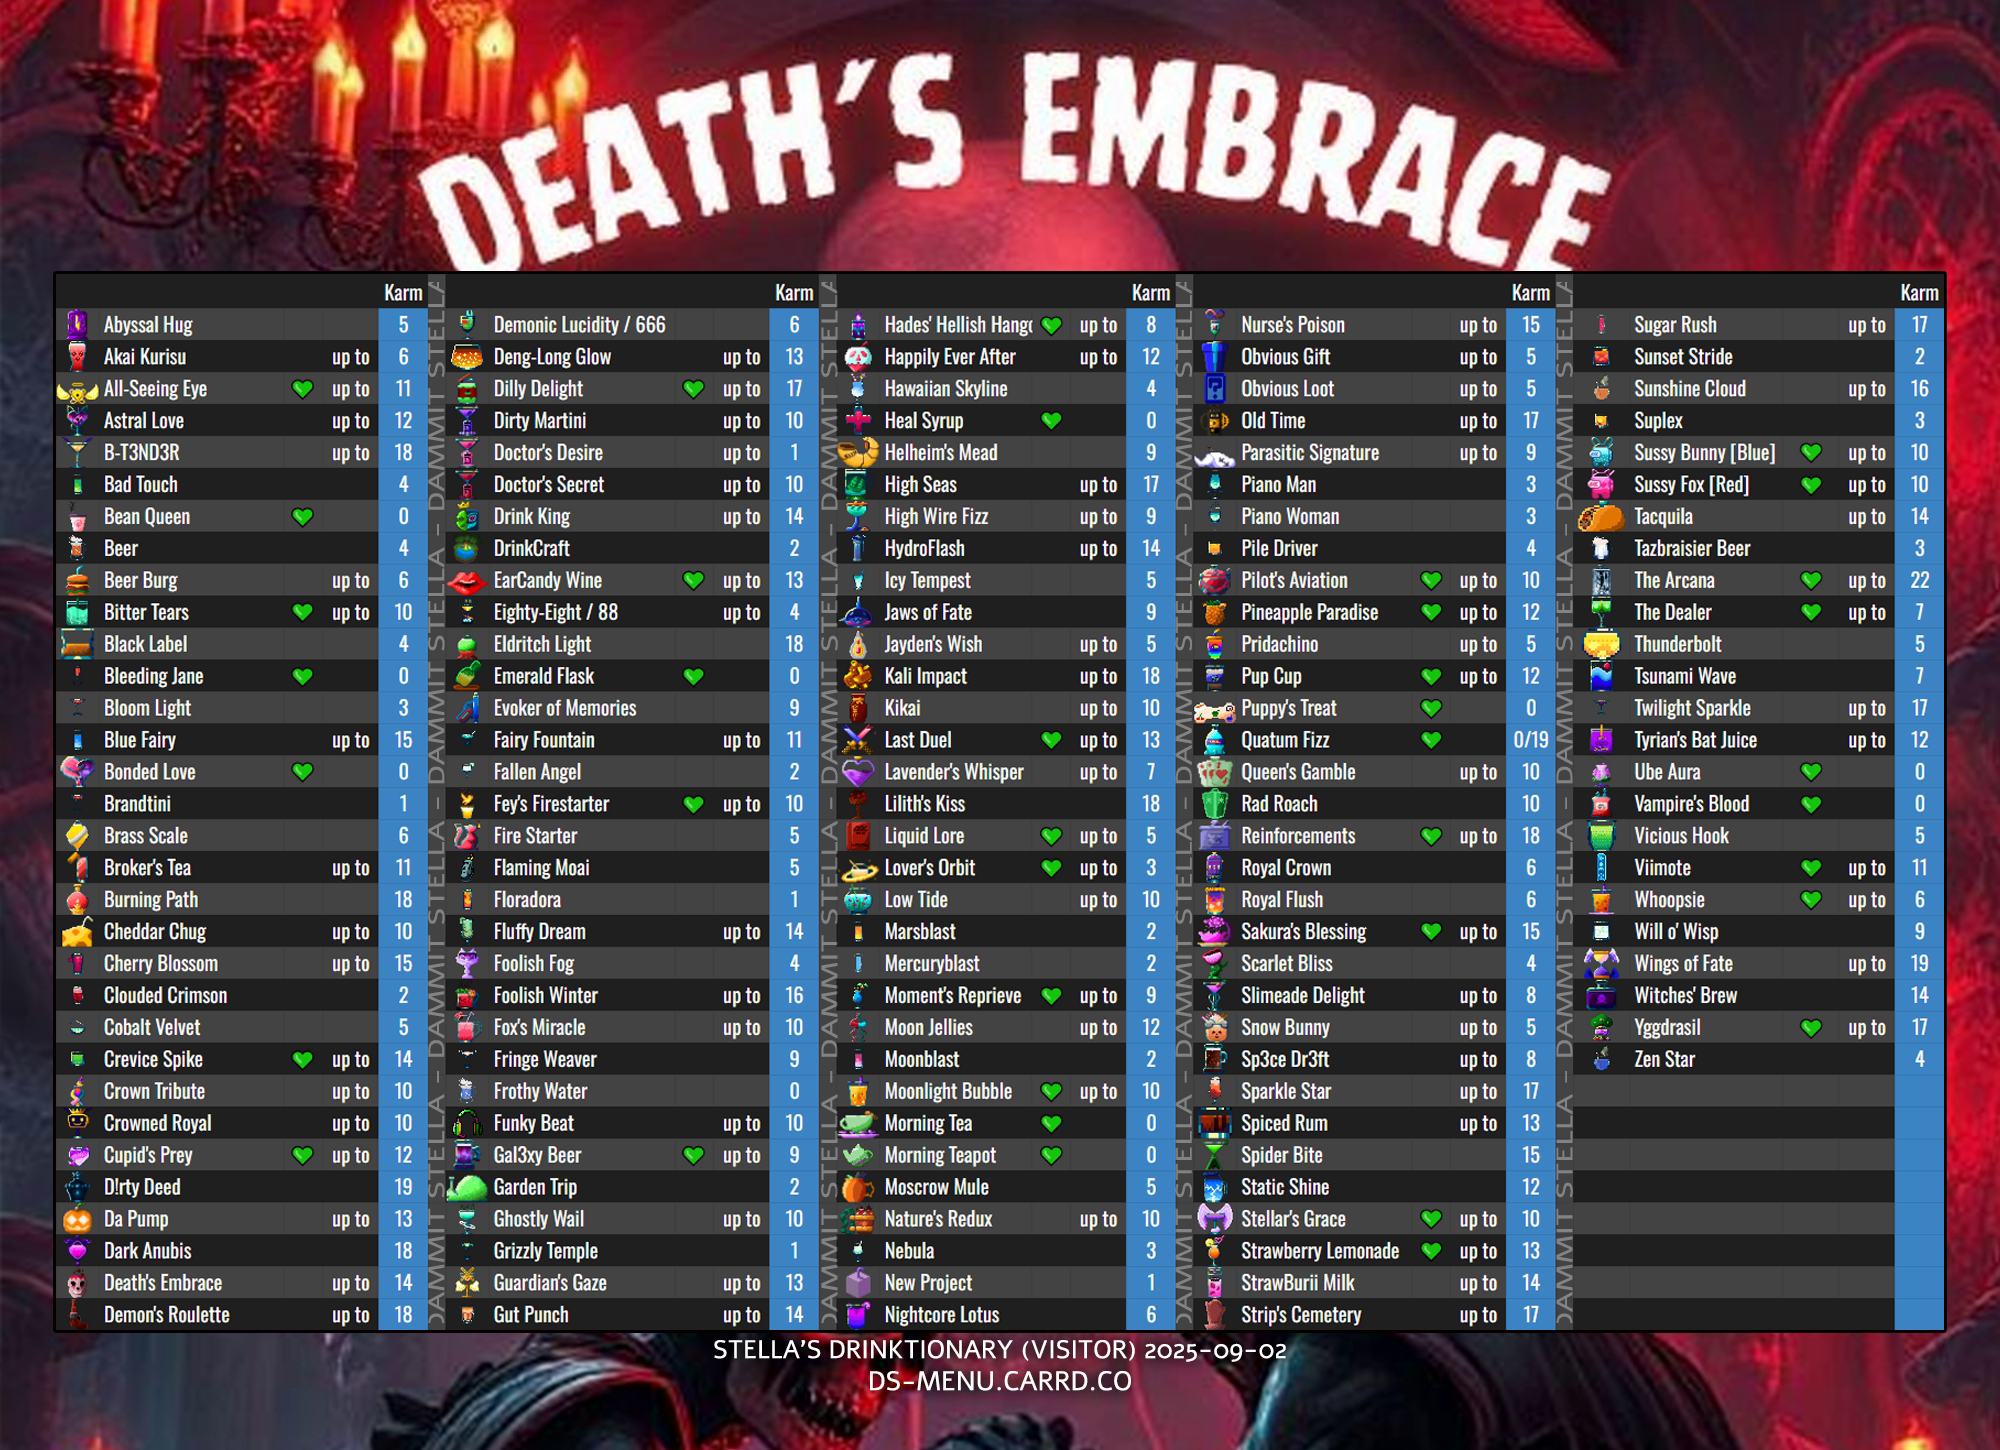 DEATH'S EMBRACE
Karm
Abyssal Hug 5
Akai Kurisu up to 6
All-Seeing Eye up to 11
Astral Love up to 12
B-T3ND3R up to 18
Bad Touch 4
Bean Queen 0
Beer 4
Beer Burg up to 6
Bitter Tears up to 10
Black Label 4
Bleeding Jane 0
Bloom Light 3
Blue Fairy up to 15
Bonded Love 0
Brandtini 1
Brass Scale 6
Broker's Tea up to 11
Burning Path 18
Cheddar Chug up to 10
Cherry Blossom up to 15
Clouded Crimson 2
Cobalt Velvet 5
Crevice Spike up to 14
Crown Tribute up to 10
Crowned Royal up to 10
Cupid's Prey up to 12
D!rty Deed 19
Da Pump up to 13
Dark Anubis 18
Death's Embrace up to 14
Demon's Roulette up to 18
STELLA - DAMMIT STELLA - DAMMIT STELLA - DAMMIT
Karm
Demonic Lucidity / 666 6
Deng-Long Glow up to 13
Dilly Delight up to 17
Dirty Martini up to 10
Doctor's Desire up to 1
Doctor's Secret up to 10
Drink King up to 14
DrinkCraft 2
EarCandy Wine up to 13
Eighty-Eight / 88 up to 4
Eldritch Light 18
Emerald Flask 0
Evoker of Memories 9
Fairy Fountain up to 11
Fallen Angel 2
Fey's Firestarter up to 10
Fire Starter 5
Flaming Moai 5
Floradora 1
Fluffy Dream up to 14
Foolish Fog 4
Foolish Winter up to 16
Fox's Miracle up to 10
Fringe Weaver 9
Frothy Water 0
Funky Beat up to 10
Gal3xy Beer up to 9
Garden Trip 2
Ghostly Wail up to 10
Grizzly Temple 1
Guardian's Gaze up to 13
Gut Punch up to 14
STELLA - DAMMIT STELLA - DAMMIT STELLA - DAMMIT
Karm
Hades' Hellish Hang up to 8
Happily Ever After up to 12
Hawaiian Skyline 4
Heal Syrup 0
Helheim's Mead 9
High Seas up to 17
High Wire Fizz up to 9
HydroFlash up to 14
Icy Tempest 5
Jaws of Fate 9
Jayden's Wish up to 5
Kali Impact up to 18
Kikai up to 10
Last Duel up to 13
Lavender's Whisper up to 7
Lilith's Kiss 18
Liquid Lore up to 5
Lover's Orbit up to 3
Low Tide up to 10
Marsblast 2
Mercuryblast 2
Moment's Reprieve up to 9
Moon Jellies up to 12
Moonblast 2
Moonlight Bubble up to 10
Morning Tea 0
Morning Teapot 0
Moscrow Mule 5
Nature's Redux up to 10
Nebula 3
New Project 1
Nightcore Lotus 6
STELLA - DAMMIT STELLA - DAMMIT STELLA - DAMMIT
Karm
Nurse's Poison up to 15
Obvious Gift up to 5
Obvious Loot up to 5
Old Time up to 17
Parasitic Signature up to 9
Piano Man 3
Piano Woman 3
Pile Driver 4
Pilot's Aviation up to 10
Pineapple Paradise up to 12
Pridachino up to 5
Pup Cup up to 12
Puppy's Treat 0
Quatum Fizz 0/19
Queen's Gamble up to 10
Rad Roach 10
Reinforcements up to 18
Royal Crown 6
Royal Flush 6
Sakura's Blessing up to 15
Scarlet Bliss 4
Slimeade Delight up to 8
Snow Bunny up to 5
Sp3ce Dr3ft up to 8
Sparkle Star up to 17
Spiced Rum up to 13
Spider Bite 15
Static Shine 12
Stellar's Grace up to 10
Strawberry Lemonade up to 13
StrawBurii Milk up to 14
Strip's Cemetery up to 17
STELLA - DAMMIT STELLA - DAMMIT STELLA - DAMMIT
Karm
Sugar Rush up to 17
Sunset Stride 2
Sunshine Cloud up to 16
Suplex 3
Sussy Bunny [Blue] up to 10
Sussy Fox [Red] up to 10
Tacquila up to 14
Tazbraisier Beer 3
The Arcana up to 22
The Dealer up to 7
Thunderbolt 5
Tsunami Wave 7
Twilight Sparkle up to 17
Tyrian's Bat Juice up to 12
Ube Aura 0
Vampire's Blood 0
Vicious Hook 5
Viimote up to 11
Whoopsie up to 6
Will o' Wisp 9
Wings of Fate up to 19
Witches' Brew 14
Yggdrasil up to 17
Zen Star 4
STELLA'S DRINKTIONARY (VISITOR) 2025-09-02
DS-MENU.CARRD.CO